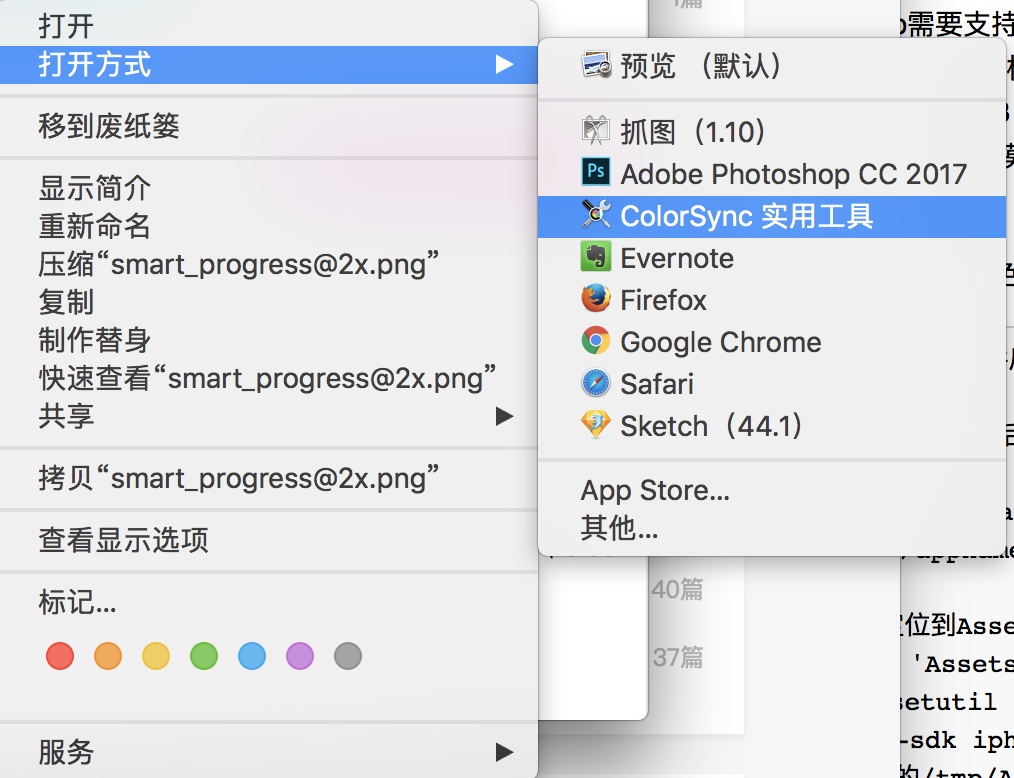 打开
打开方式
移到废纸篓
显示简介
重新命名
压缩“smart_progress@2x.png”
复制
制作替身
快速查看“smart_progress@2x.png”
共享
拷贝“smart_progress@2x.png”
查看显示选项
标记...
服务
预览 （默认）
抓图（1.10）
Ps
Adobe Photoshop CC 2017
ColorSync 实用工具
Evernote
Firefox
Google Chrome
Safari
Sketch（44.1）
App Store...
其他...
40篇
37篇
需要支持
位到Asse
'Assets
setutil
-sdk iph
的/tmp/A